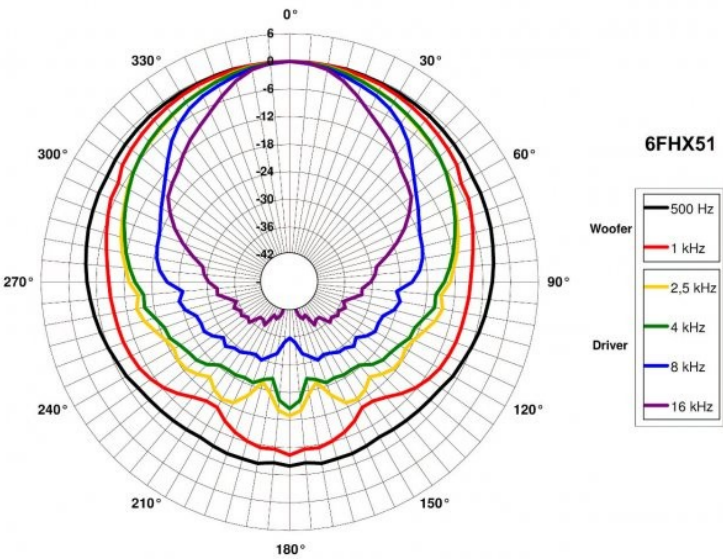 0°
6
0
-6
-12
-18
-24
-30
-36
-42
-
330°
30°
300°
60°
270°
90°
240°
120°
210°
150°
180°
6FHX51
Woofer
500 Hz
1 kHz
Driver
2,5 kHz
4 kHz
8 kHz
16 kHz